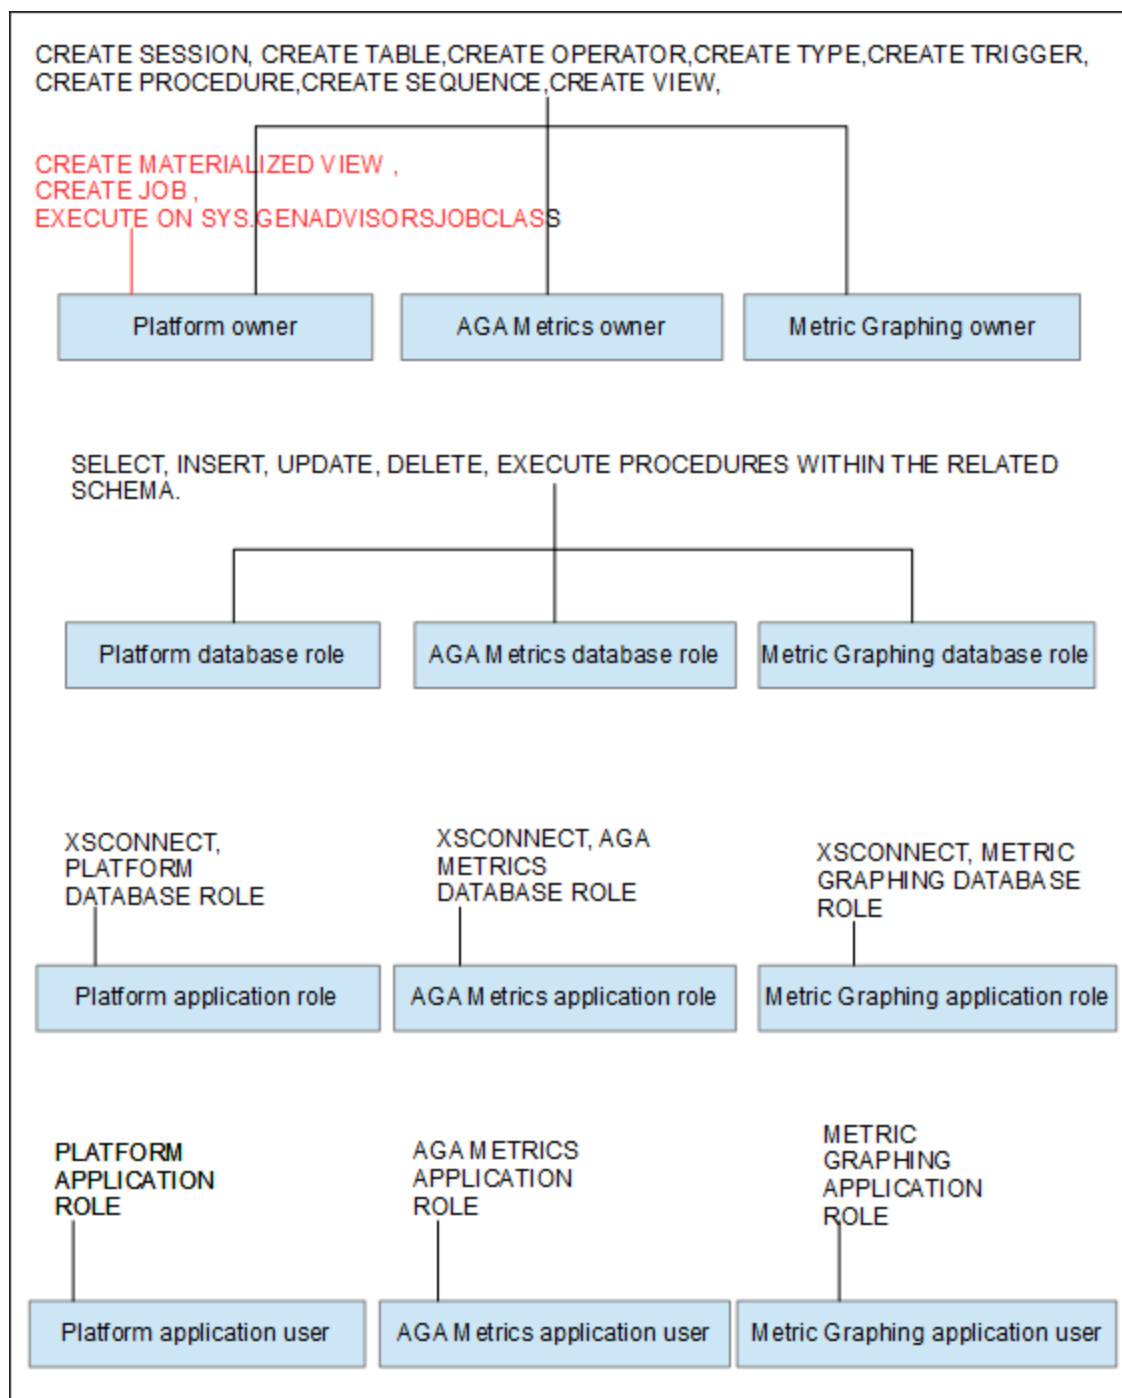 CREATE SESSION, CREATE TABLE,CREATE OPERATOR,CREATE TYPE,CREATE TRIGGER,
CREATE PROCEDURE,CREATE SEQUENCE,CREATE VIEW,
CREATE MATERIALIZED VIEW ,
CREATE JOB ,
EXECUTE ON SYS.GENADVISORSJOBCLASS
Platform owner
AGA Metrics owner
Metric Graphing owner
SELECT, INSERT, UPDATE, DELETE, EXECUTE PROCEDURES WITHIN THE RELATED
SCHEMA.
Platform database role
AGA Metrics database role
Metric Graphing database role
XSCONNECT,
PLATFORM
DATABASE ROLE
XSCONNECT, AGA
METRICS
DATABASE ROLE
XSCONNECT, METRIC
GRAPHING DATABASE
ROLE
Platform application role
AGA Metrics application role
Metric Graphing application role
PLATFORM
APPLICATION
ROLE
AGA METRICS
APPLICATION
ROLE
METRIC
GRAPHING
APPLICATION
ROLE
Platform application user
AGA Metrics application user
Metric Graphing application user